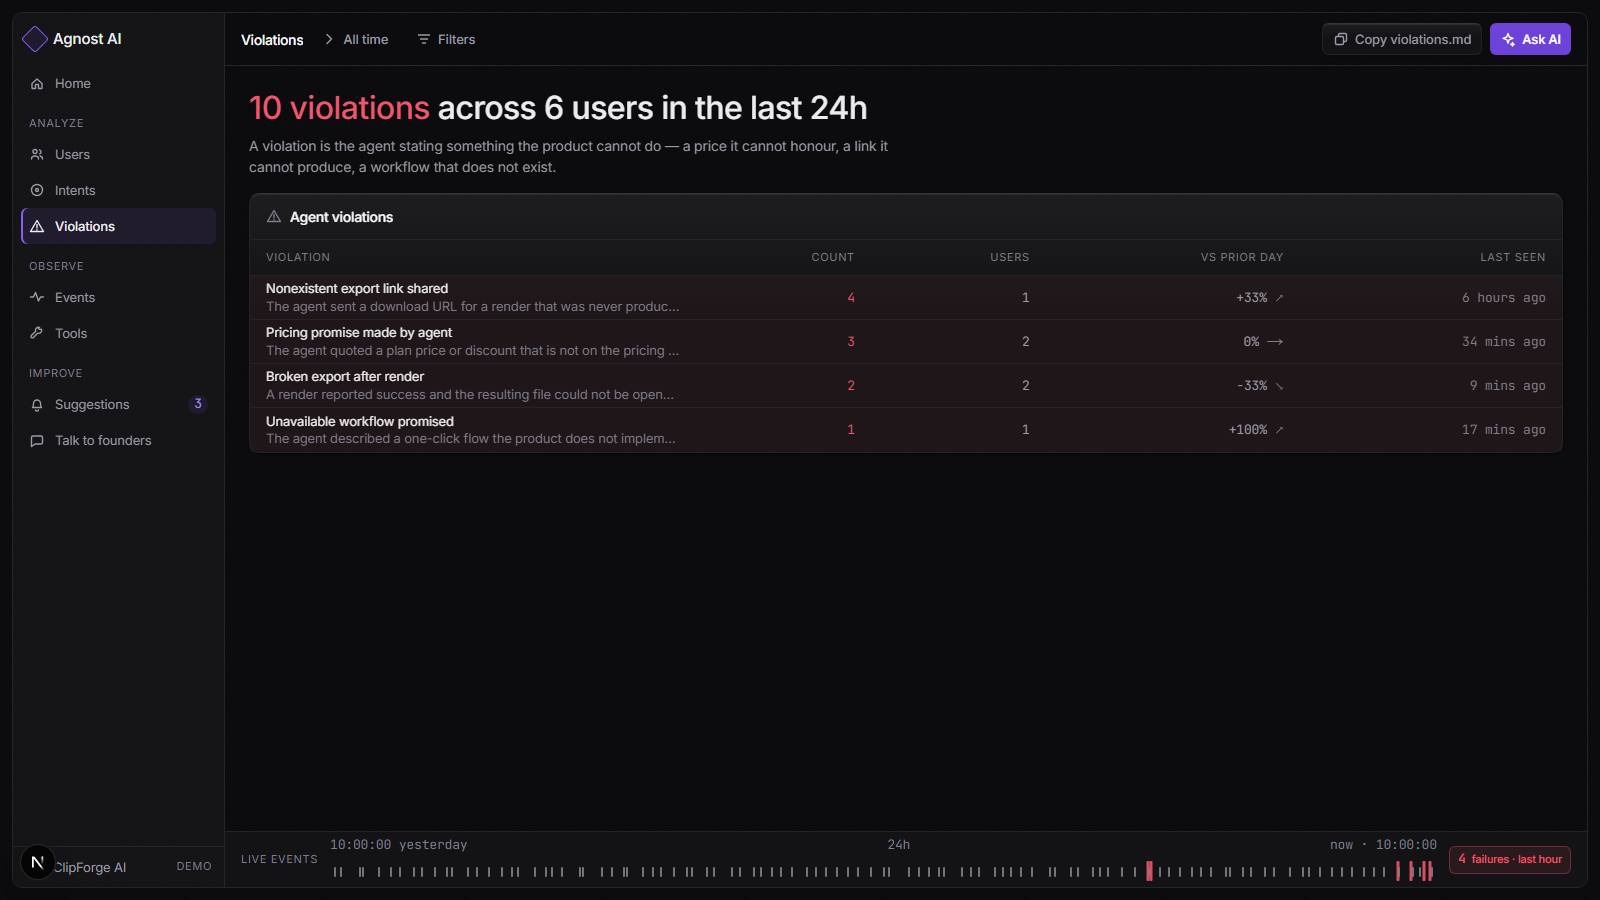 Agnost AI
Violations
All time
Filters
Copy violations.md
Ask AI
Home
ANALYZE
Users
Intents
Violations
OBSERVE
Events
Tools
IMPROVE
Suggestions 3
Talk to founders
ClipForge AI DEMO
10 violations across 6 users in the last 24h
A violation is the agent stating something the product cannot do — a price it cannot honour, a link it
cannot produce, a workflow that does not exist.
Agent violations
VIOLATION COUNT USERS VS PRIOR DAY LAST SEEN
Nonexistent export link shared
The agent sent a download URL for a render that was never produc...
4 1 +33% ↗ 6 hours ago
Pricing promise made by agent
The agent quoted a plan price or discount that is not on the pricing ...
3 2 0% → 34 mins ago
Broken export after render
A render reported success and the resulting file could not be open...
2 2 -33% ↘ 9 mins ago
Unavailable workflow promised
The agent described a one-click flow the product does not implem...
1 1 +100% ↗ 17 mins ago
LIVE EVENTS
10:00:00 yesterday 24h now · 10:00:00
4 failures · last hour
N